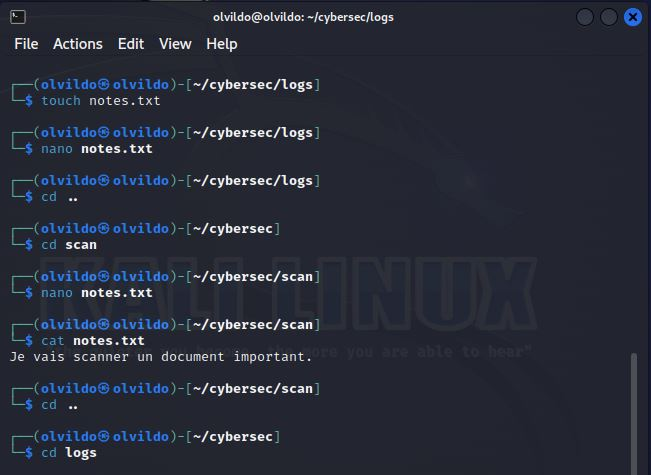 olvildo@olvildo: ~/cybersec/logs
File Actions Edit View Help
┌──(olvildo㉿olvildo)-[~/cybersec/logs]
└─$ touch notes.txt
┌──(olvildo㉿olvildo)-[~/cybersec/logs]
└─$ nano notes.txt
┌──(olvildo㉿olvildo)-[~/cybersec/logs]
└─$ cd ..
┌──(olvildo㉿olvildo)-[~/cybersec]
└─$ cd scan
┌──(olvildo㉿olvildo)-[~/cybersec/scan]
└─$ nano notes.txt
KALI LINUX
┌──(olvildo㉿olvildo)-[~/cybersec/scan]
└─$ cat notes.txt
the more you are able to hear"
Je vais scanner un document important.
┌──(olvildo㉿olvildo)-[~/cybersec/scan]
└─$ cd ..
┌──(olvildo㉿olvildo)-[~/cybersec]
└─$ cd logs